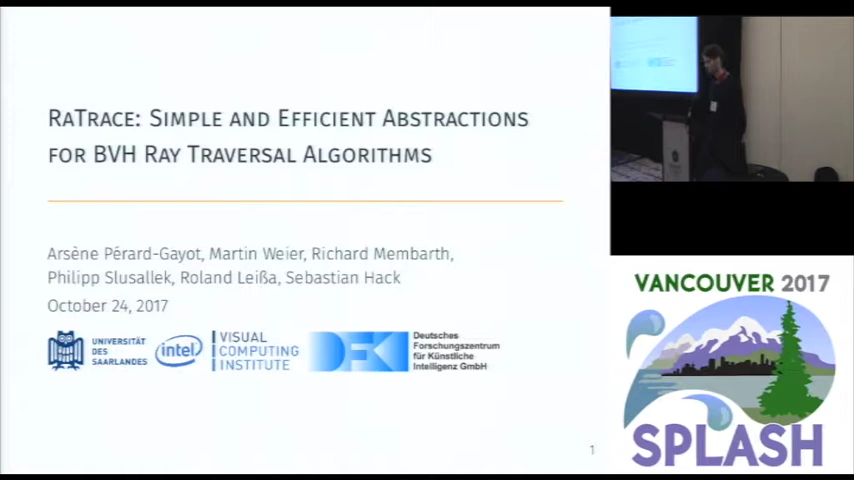 RaTrace: Simple and Efficient Abstractions
for BVH Ray Traversal Algorithms
Arsène Pérard-Gayot, Martin Weier, Richard Membarth,
Philipp Slusallek, Roland Leißa, Sebastian Hack
October 24, 2017
UNIVERSITÄT
DES
SAARLANDES
intel
VISUAL
COMPUTING
INSTITUTE
DFKI
Deutsches
Forschungszentrum
für Künstliche
Intelligenz GmbH
1
VANCOUVER 2017
SPLASH